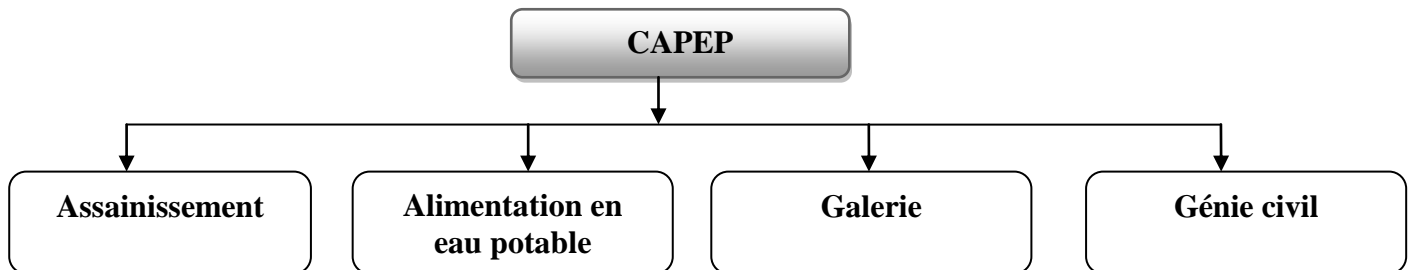 CAPEP
Assainissement
Alimentation en
eau potable
Galerie
Génie civil